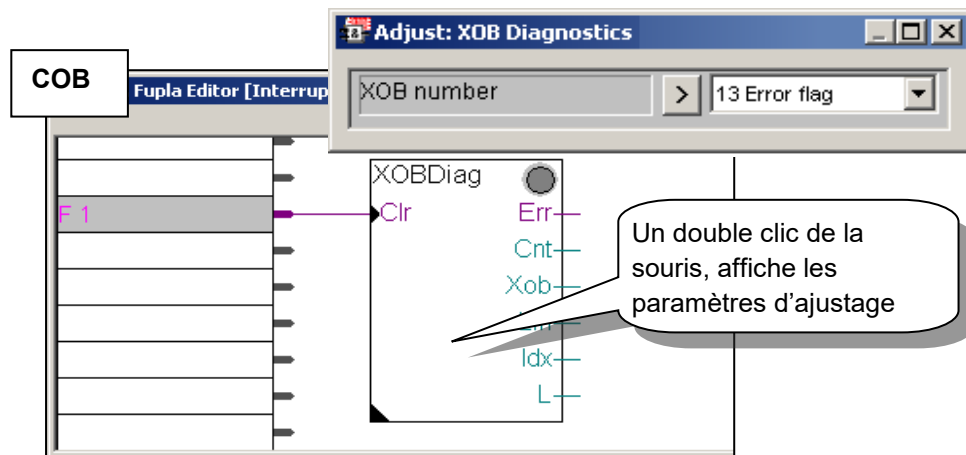 Adjust: XOB Diagnostics
COB
Fupla Editor [Interrup
XOB number
>
13 Error flag
XOBDiag
F 1
Clr
Err
Cnt
Xob
Idx
L
Un double clic de la
souris, affiche les
paramètres d'ajustage